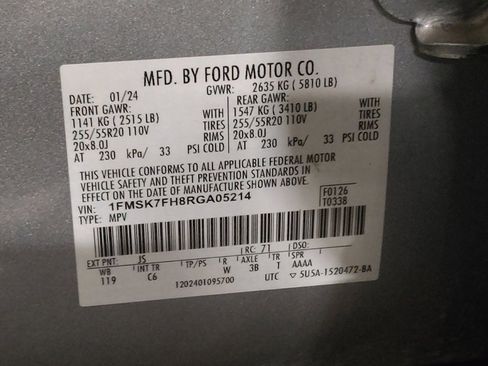 MFD. BY FORD MOTOR CO.
DATE: 01/24 GVWR: 2635 KG ( 5810 LB)
FRONT GAWR: REAR GAWR:
1141 KG ( 2515 LB) WITH 1547 KG ( 3410 LB) WITH
255/55R20 110V TIRES 255/55R20 110V TIRES
20x8.0J RIMS 20x8.0J RIMS
AT 230 kPa/ 33 PSI COLD AT 230 kPa/ 33 PSI COLD
THIS VEHICLE CONFORMS TO ALL APPLICABLE FEDERAL MOTOR
VEHICLE SAFETY AND THEFT PREVENTION STANDARDS IN
EFFECT ON THE DATE OF MANUFACTURE SHOWN ABOVE.
VIN: 1FMSK7FH8RGA05214 F0126
TYPE: MPV T0338
EXT PNT: JS RC: 71 DSO:
WB INT TR TP/PS R AXLE TR SPR
119 C6 W 3B T AAAA
1202401095700 UTC ▽ 5U5A-1520472-BA